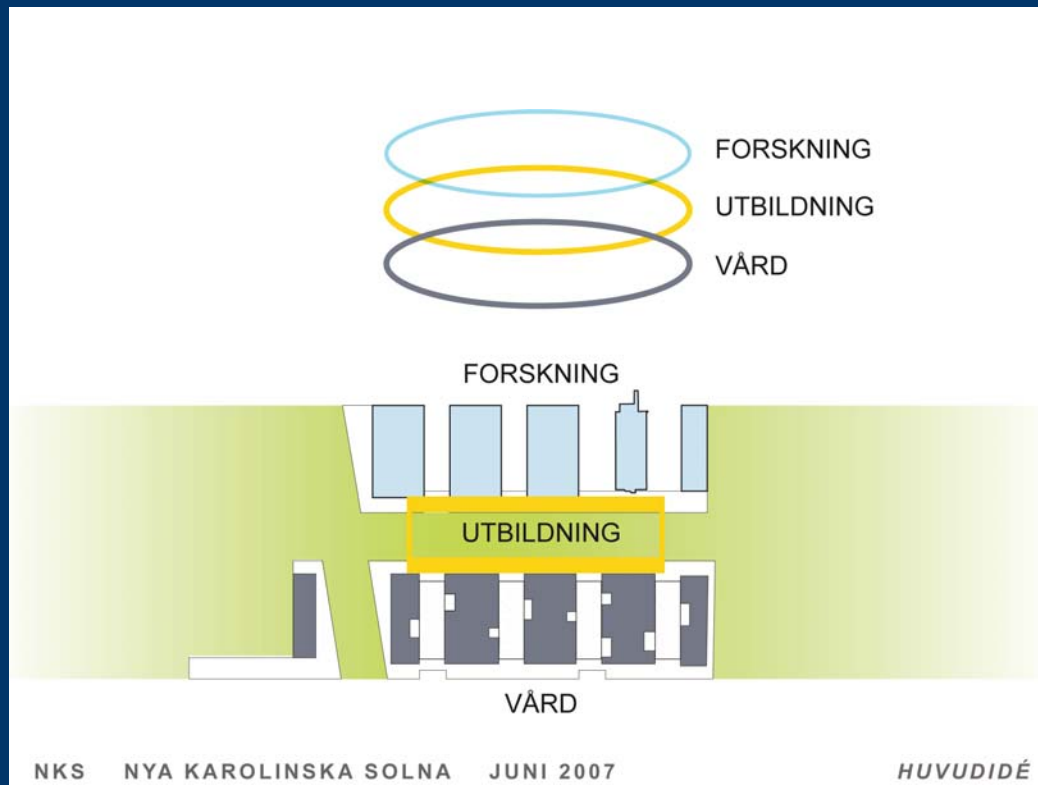 FORSKNING
UTBILDNING
VÅRD
FORSKNING
UTBILDNING
VÅRD
NKS NYA KAROLINSKA SOLNA JUNI 2007 HUVUDIDÉ